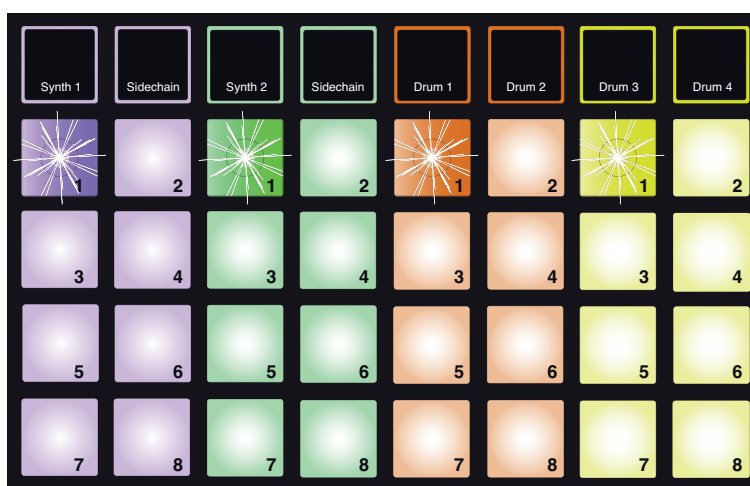 Synth 1 Sidechain Synth 2 Sidechain Drum 1 Drum 2 Drum 3 Drum 4
1 2 1 2 1 2 1 2
3 4 3 4 3 4 3 4
5 6 5 6 5 6 5 6
7 8 7 8 7 8 7 8